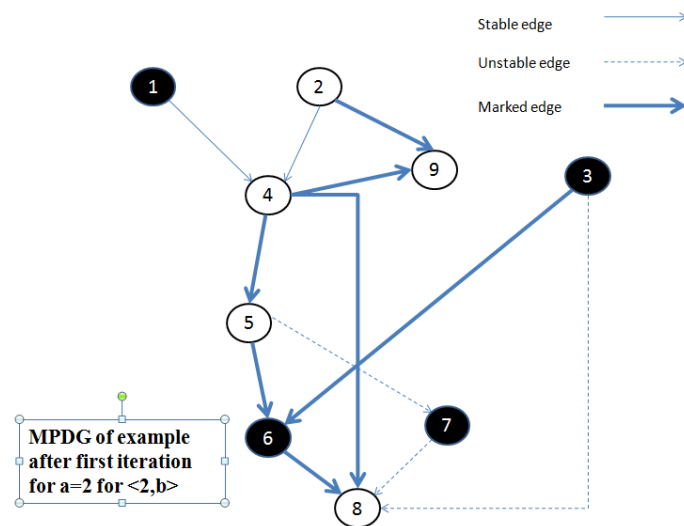 Stable edge
Unstable edge
Marked edge
1
2
9
3
4
5
7
6
8
MPDG of example
after first iteration
for a=2 for <2,b>